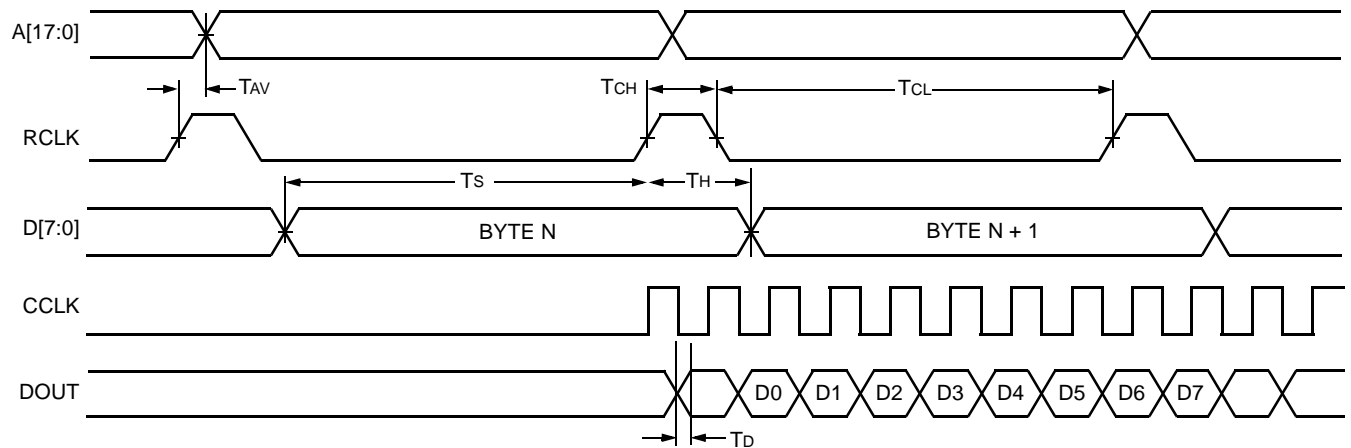 A[17:0]
TAV
TCH
TCL
RCLK
TS
TH
D[7:0]
BYTE N
BYTE N + 1
CCLK
DOUT
D0
D1
D2
D3
D4
D5
D6
D7
TD